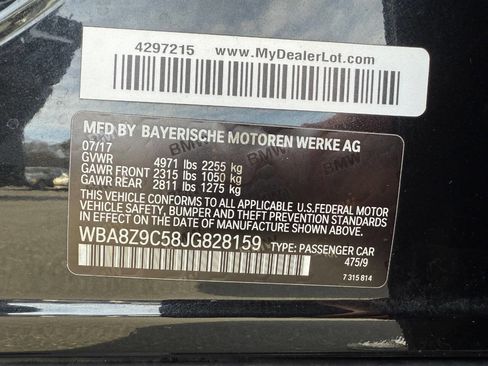 4297215 www.MyDealerLot.com
MFD BY BAYERISCHE MOTOREN WERKE AG
07/17
GVWR 4971 lbs 2255 kg
GAWR FRONT 2315 lbs 1050 kg
GAWR REAR 2811 lbs 1275 kg
THIS VEHICLE CONFORMS TO ALL APPLICABLE U.S.FEDERAL MOTOR
VEHICLE SAFETY, BUMPER, AND THEFT PREVENTION STANDARDS
IN EFFECT ON THE DATE OF MANUFACTURE SHOWN ABOVE.
WBA8Z9C58JG828159 TYPE: PASSENGER CAR
475/9
7 315 814